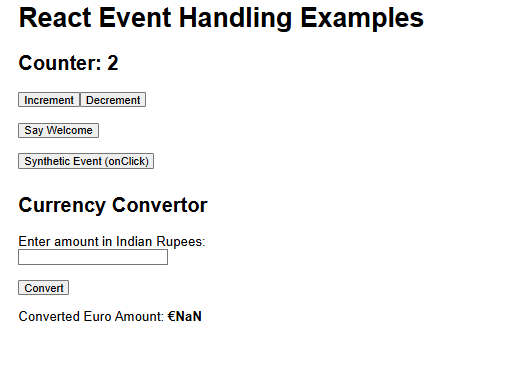 React Event Handling Examples
Counter: 2
Increment Decrement
Say Welcome
Synthetic Event (onClick)
Currency Convertor
Enter amount in Indian Rupees:
Convert
Converted Euro Amount: €NaN